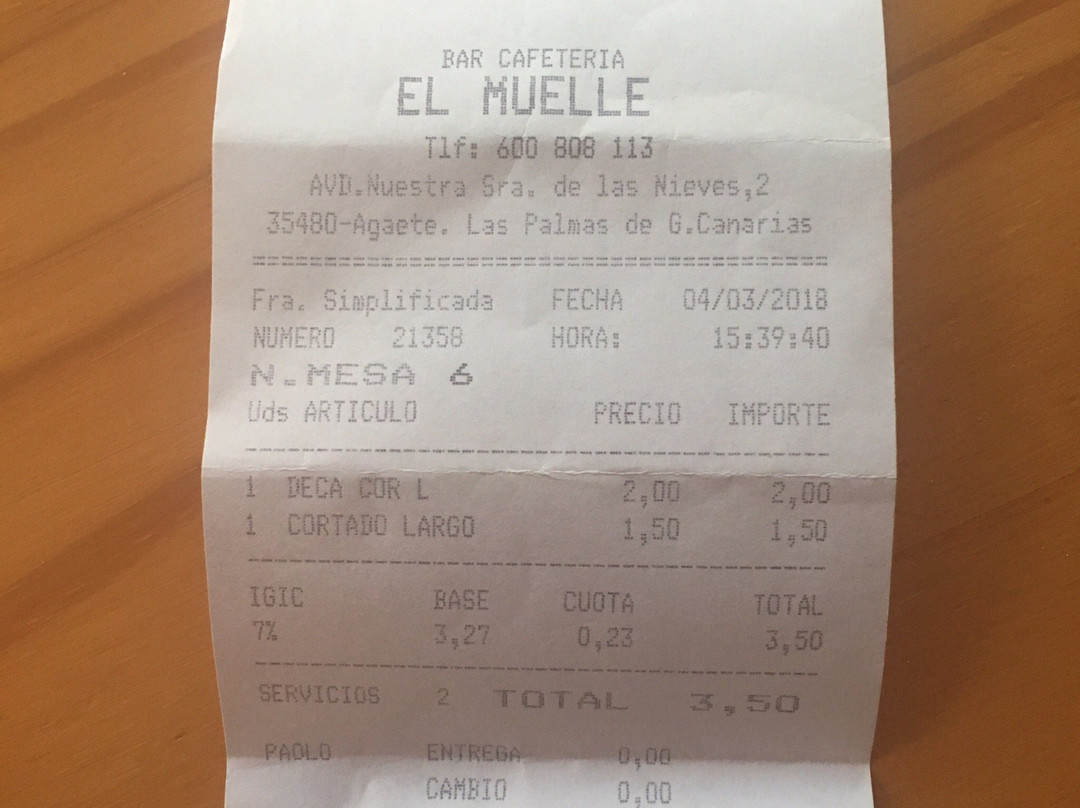 BAR CAFETERIA
EL MUELLE
Tlf: 600 808 113
AVD.Nuestra Sra. de las Nieves,2
35480-Agaete. Las Palmas de G.Canarias
Fra. Simplificada FECHA 04/03/2018
NUMERO 21358 HORA: 15:39:40
N.MESA 6
Uds ARTICULO PRECIO IMPORTE
1 DECA COR L 2,00 2,00
1 CORTADO LARGO 1,50 1,50
IGIC BASE CUOTA TOTAL
7% 3,27 0,23 3,50
SERVICIOS 2 TOTAL 3,50
PAOLO ENTREGA 0,00
CAMBIO 0,00